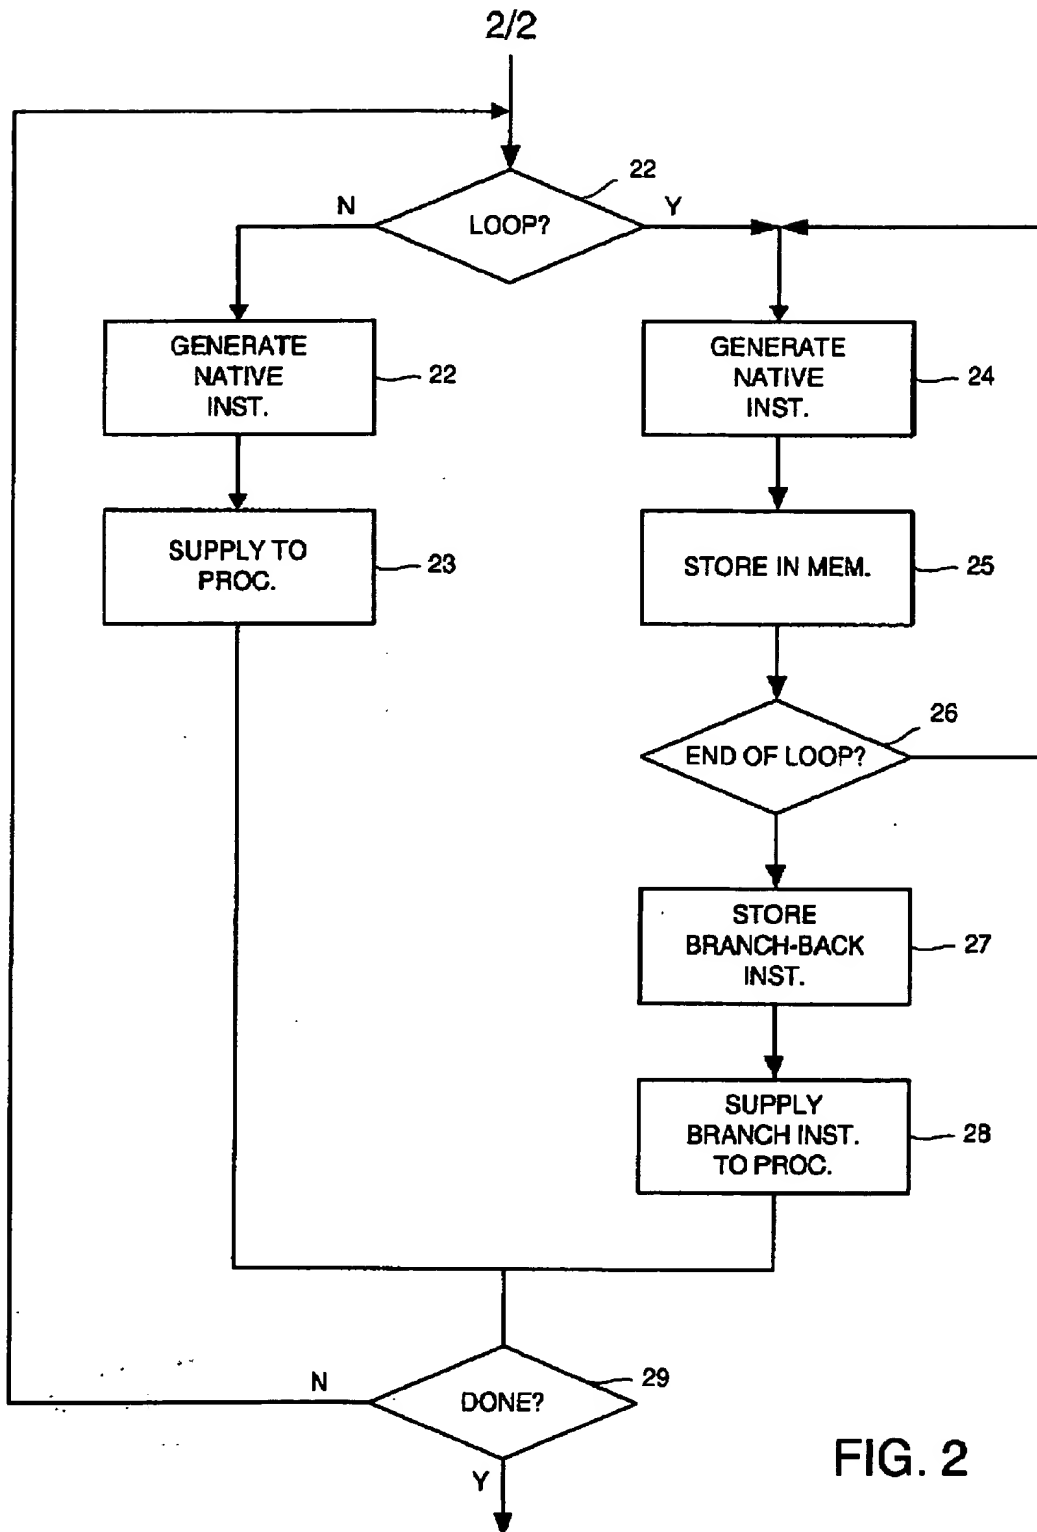 2/2
22
N
LOOP?
Y
GENERATE
NATIVE
INST.
22
GENERATE
NATIVE
INST.
24
SUPPLY TO
PROC.
23
STORE IN MEM.
25
26
END OF LOOP?
STORE
BRANCH-BACK
INST.
27
SUPPLY
BRANCH INST.
TO PROC.
28
N
29
DONE?
Y
FIG. 2